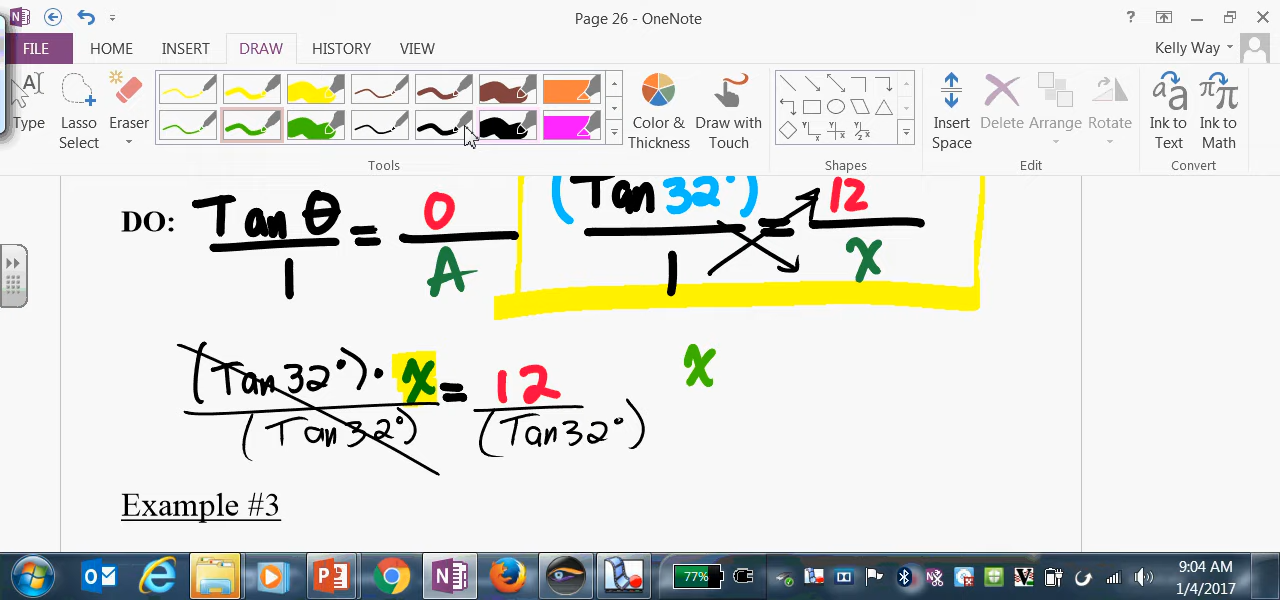 Page 26 - OneNote
?
FILE HOME INSERT DRAW HISTORY VIEW
Kelly Way
Type
Lasso Select
Eraser
Color & Thickness
Draw with Touch
Insert Space
Delete
Arrange
Rotate
Ink to Text
Ink to Math
Tools
Shapes
Edit
Convert
DO: Tan θ / 1 = O / A
(Tan 32°) / 1 = 12 / x
(Tan 32°) · x = 12 x
(Tan 32°) (Tan 32°)
Example #3
77%
9:04 AM
1/4/2017